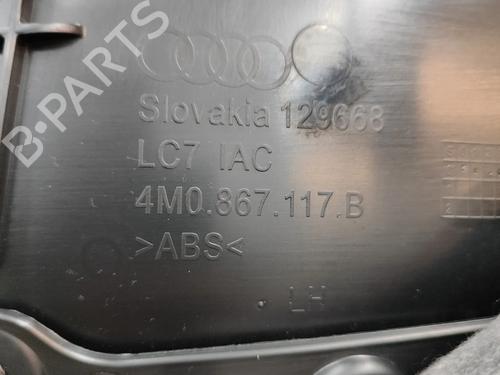 B-PARTS
Slovakia 129668
LC7 IAC
4M0.867.117.B
>ABS<
LH